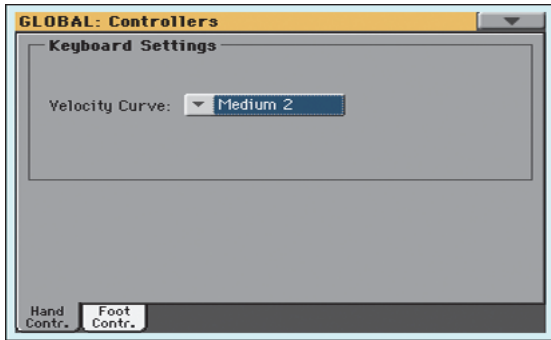 GLOBAL: Controllers
Keyboard Settings
Velocity Curve: Medium 2
Hand Contr.
Foot Contr.